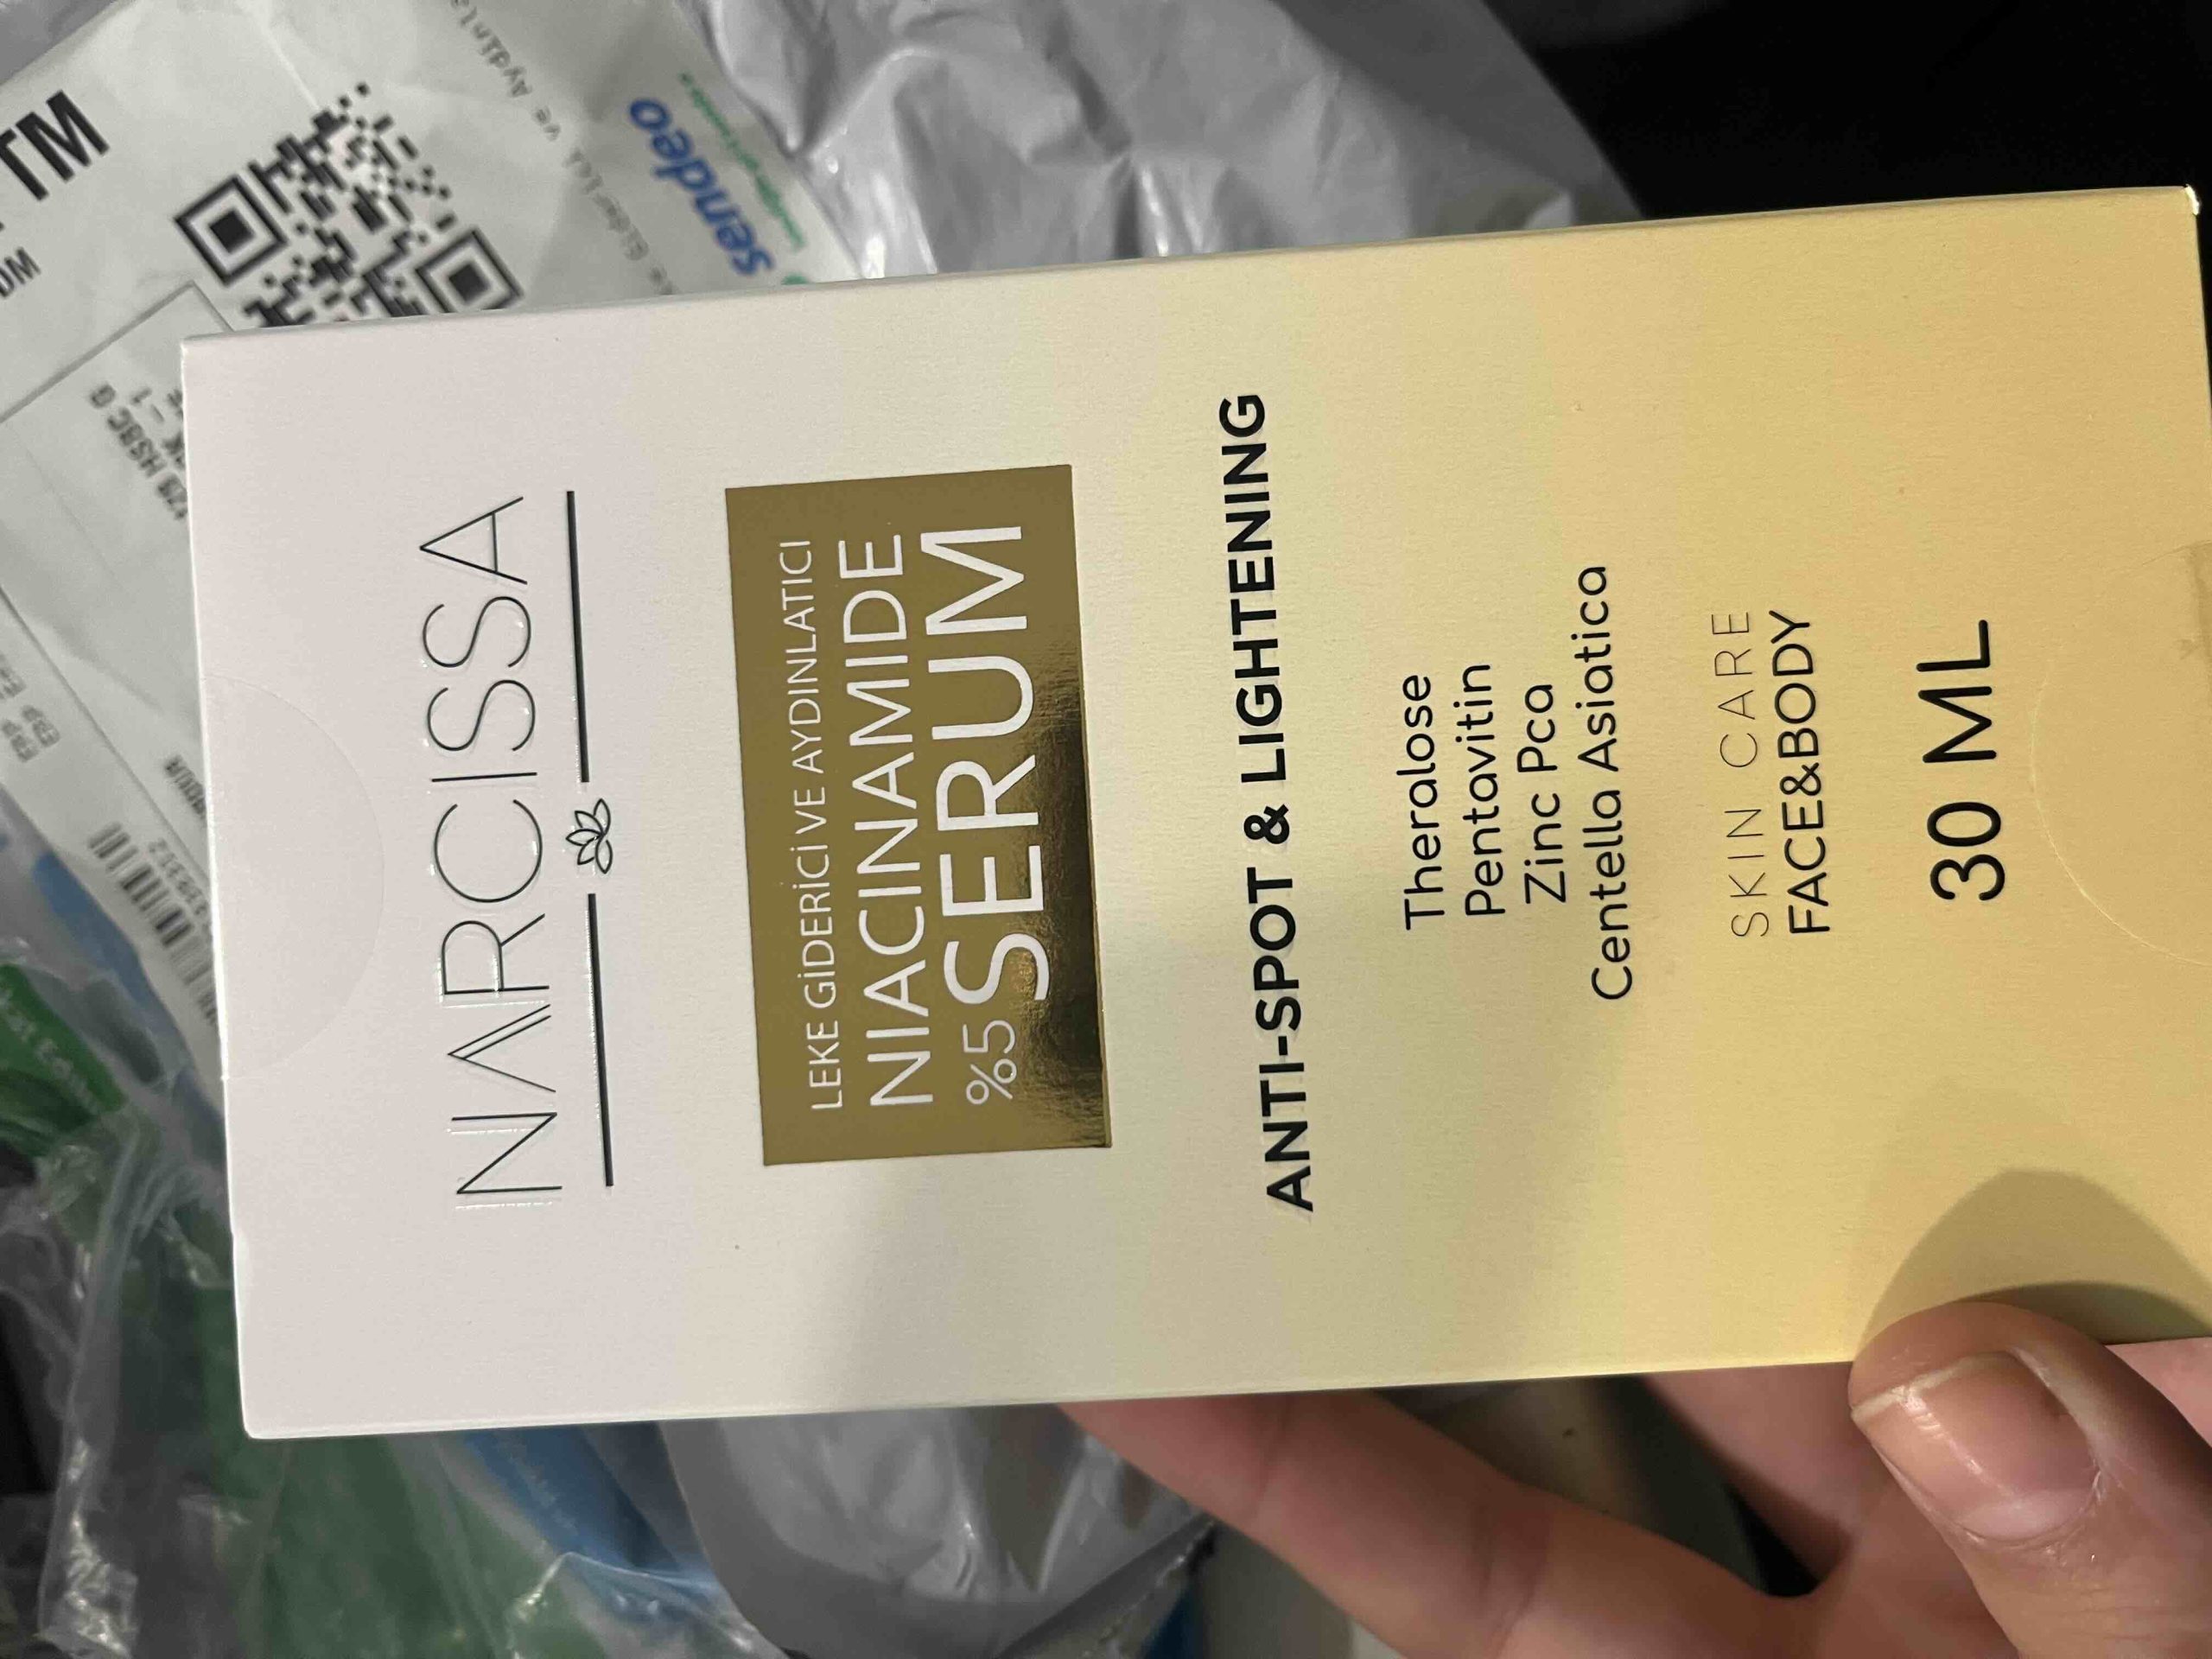 NARCISSA
LEKE GİDERİCİ VE AYDINLATICI
NIACINAMIDE
%5 SERUM
ANTI-SPOT & LIGHTENING
Theralose
Pentavitin
Zinc Pca
Centella Asiatica
SKIN CARE
FACE&BODY
30 ML
sendeo
TM